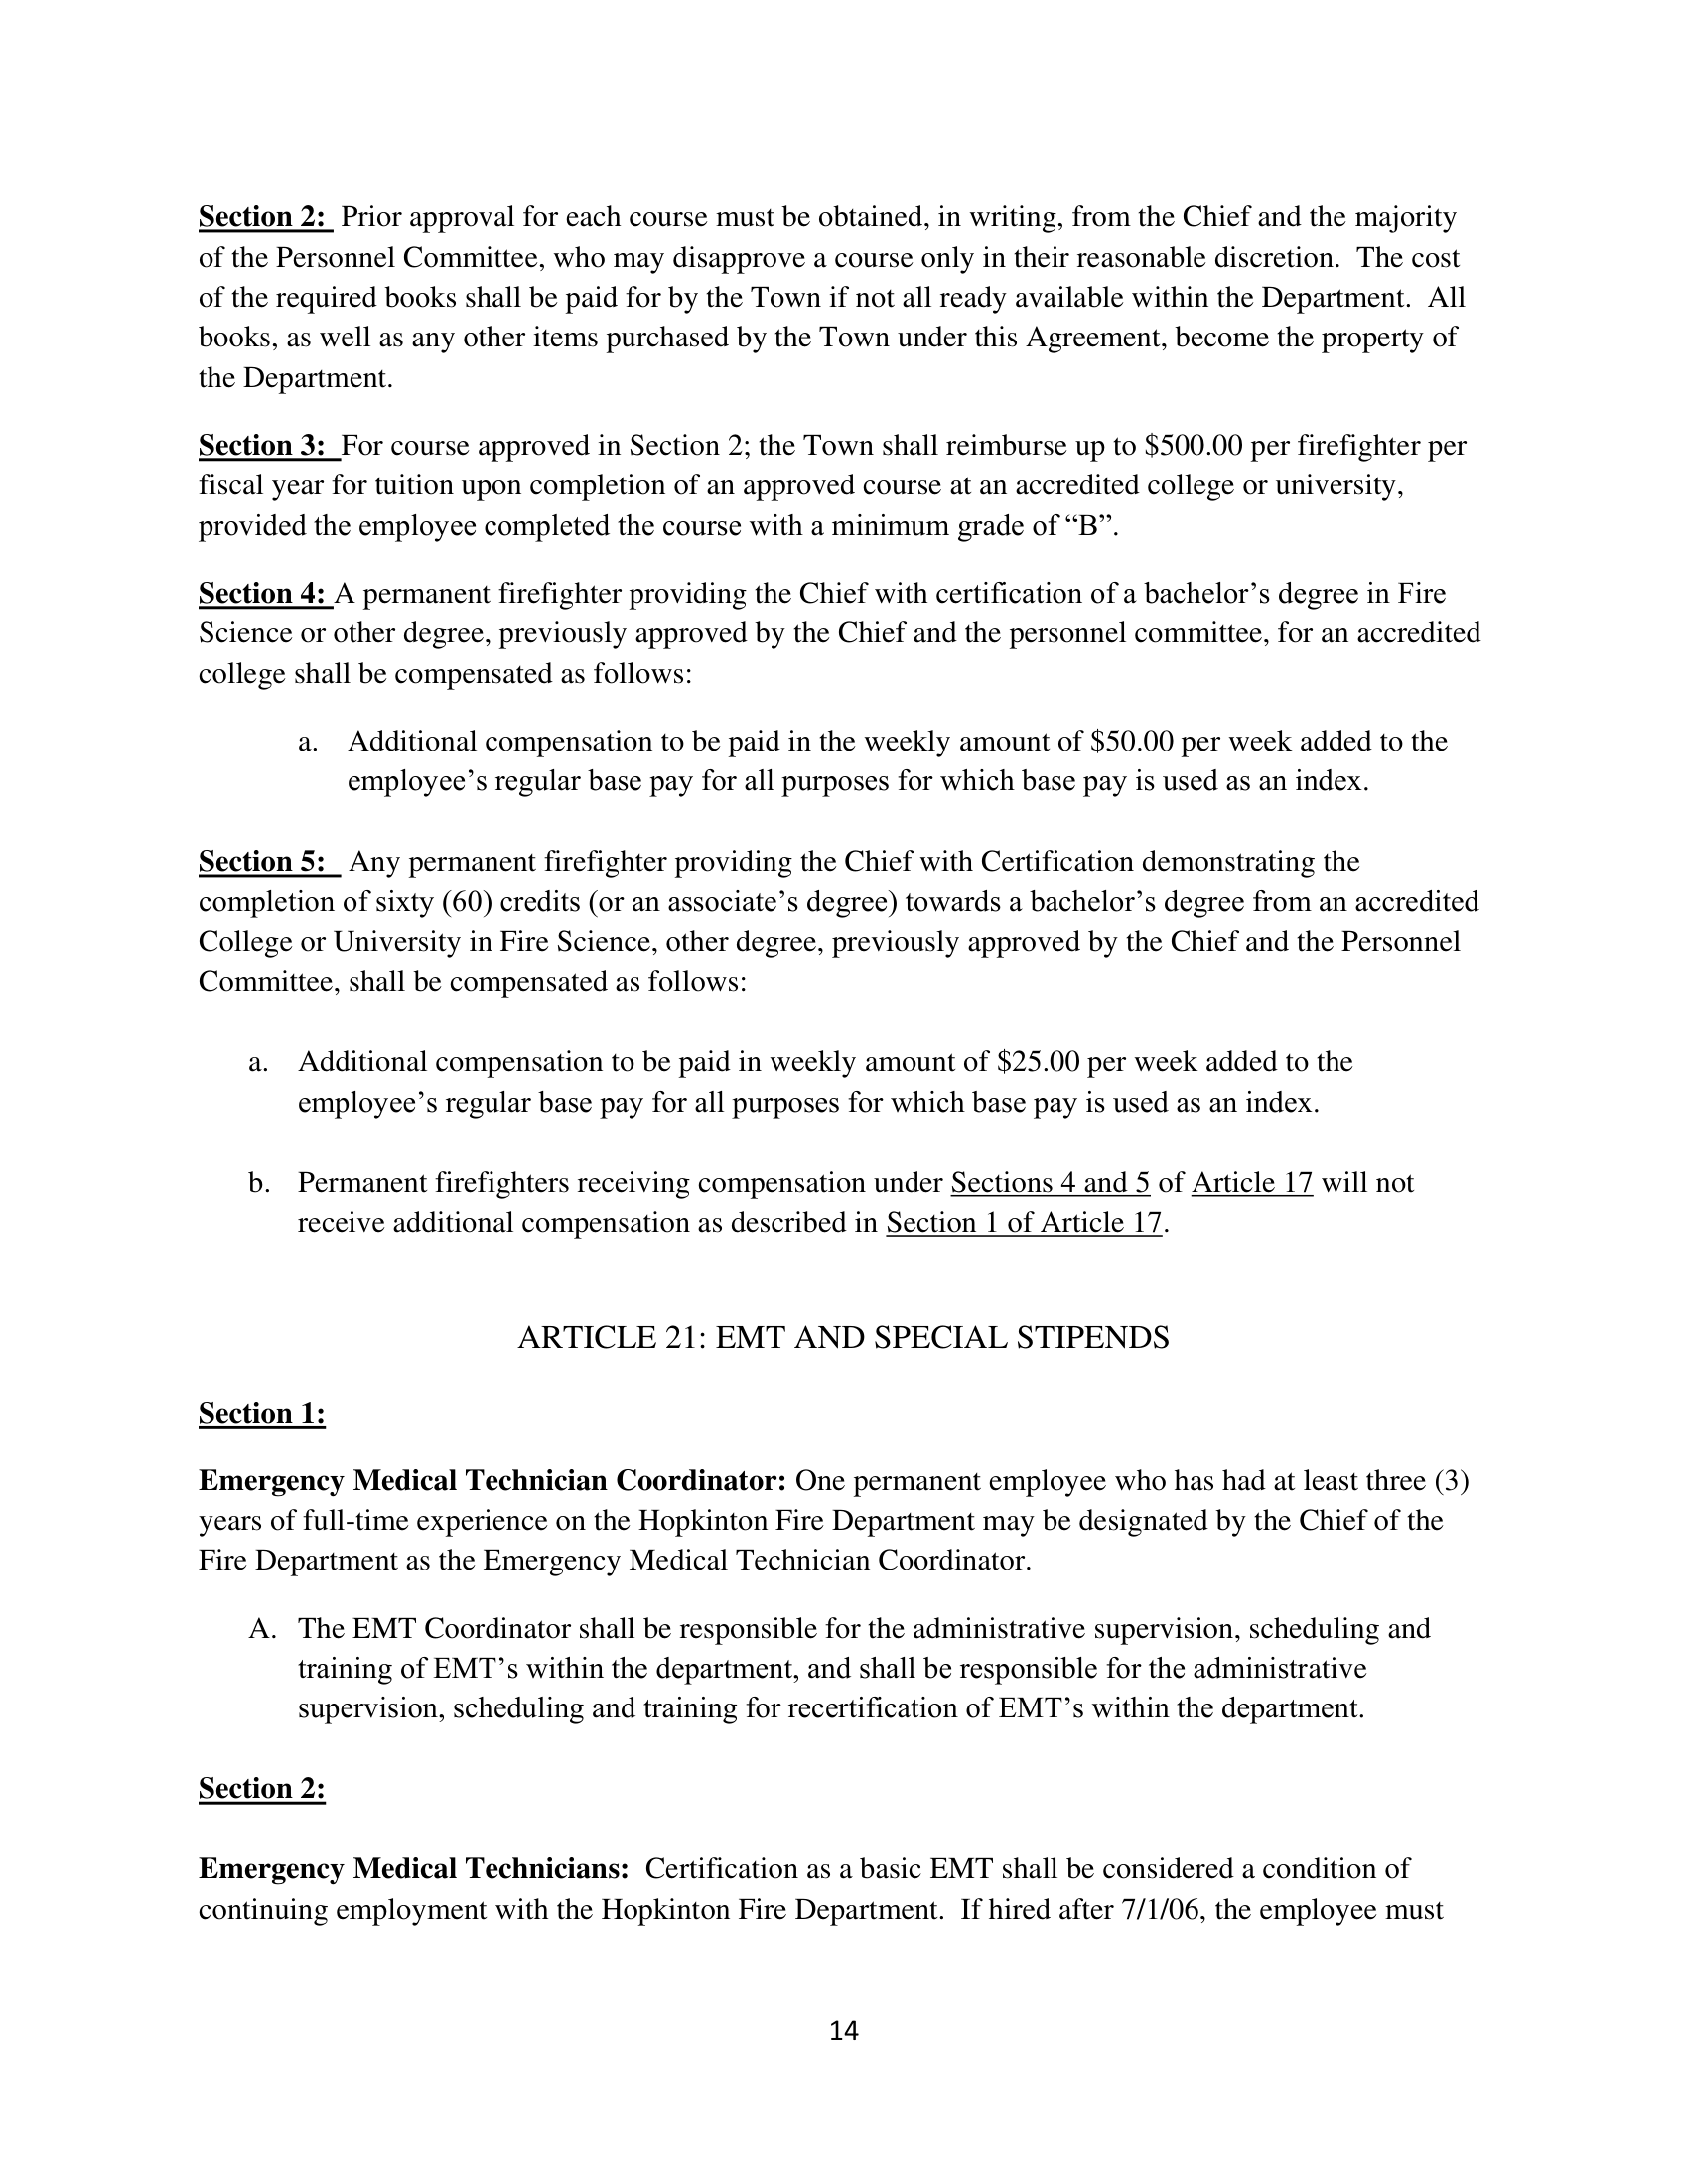 Section 2:  Prior approval for each course must be obtained, in writing, from the Chief and the majority
of the Personnel Committee, who may disapprove a course only in their reasonable discretion.  The cost
of the required books shall be paid for by the Town if not all ready available within the Department.  All
books, as well as any other items purchased by the Town under this Agreement, become the property of
the Department.
Section 3:  For course approved in Section 2; the Town shall reimburse up to $500.00 per firefighter per
fiscal year for tuition upon completion of an approved course at an accredited college or university,
provided the employee completed the course with a minimum grade of “B”.
Section 4: A permanent firefighter providing the Chief with certification of a bachelor’s degree in Fire
Science or other degree, previously approved by the Chief and the personnel committee, for an accredited
college shall be compensated as follows:
a. Additional compensation to be paid in the weekly amount of $50.00 per week added to the
employee’s regular base pay for all purposes for which base pay is used as an index.
Section 5:  Any permanent firefighter providing the Chief with Certification demonstrating the
completion of sixty (60) credits (or an associate’s degree) towards a bachelor’s degree from an accredited
College or University in Fire Science, other degree, previously approved by the Chief and the Personnel
Committee, shall be compensated as follows:
a. Additional compensation to be paid in weekly amount of $25.00 per week added to the
employee’s regular base pay for all purposes for which base pay is used as an index.
b. Permanent firefighters receiving compensation under Sections 4 and 5 of Article 17 will not
receive additional compensation as described in Section 1 of Article 17.
ARTICLE 21: EMT AND SPECIAL STIPENDS
Section 1:
Emergency Medical Technician Coordinator: One permanent employee who has had at least three (3)
years of full-time experience on the Hopkinton Fire Department may be designated by the Chief of the
Fire Department as the Emergency Medical Technician Coordinator.
A. The EMT Coordinator shall be responsible for the administrative supervision, scheduling and
training of EMT’s within the department, and shall be responsible for the administrative
supervision, scheduling and training for recertification of EMT’s within the department.
Section 2:
Emergency Medical Technicians:  Certification as a basic EMT shall be considered a condition of
continuing employment with the Hopkinton Fire Department.  If hired after 7/1/06, the employee must
14